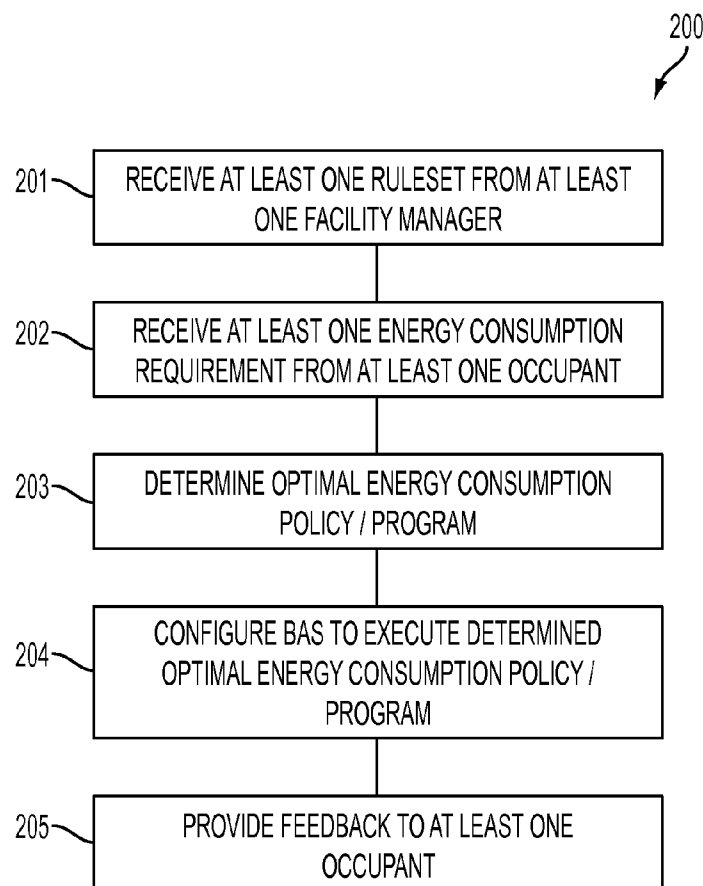 200
201
RECEIVE AT LEAST ONE RULESET FROM AT LEAST
ONE FACILITY MANAGER
202
RECEIVE AT LEAST ONE ENERGY CONSUMPTION
REQUIREMENT FROM AT LEAST ONE OCCUPANT
203
DETERMINE OPTIMAL ENERGY CONSUMPTION
POLICY / PROGRAM
204
CONFIGURE BAS TO EXECUTE DETERMINED
OPTIMAL ENERGY CONSUMPTION POLICY /
PROGRAM
205
PROVIDE FEEDBACK TO AT LEAST ONE
OCCUPANT